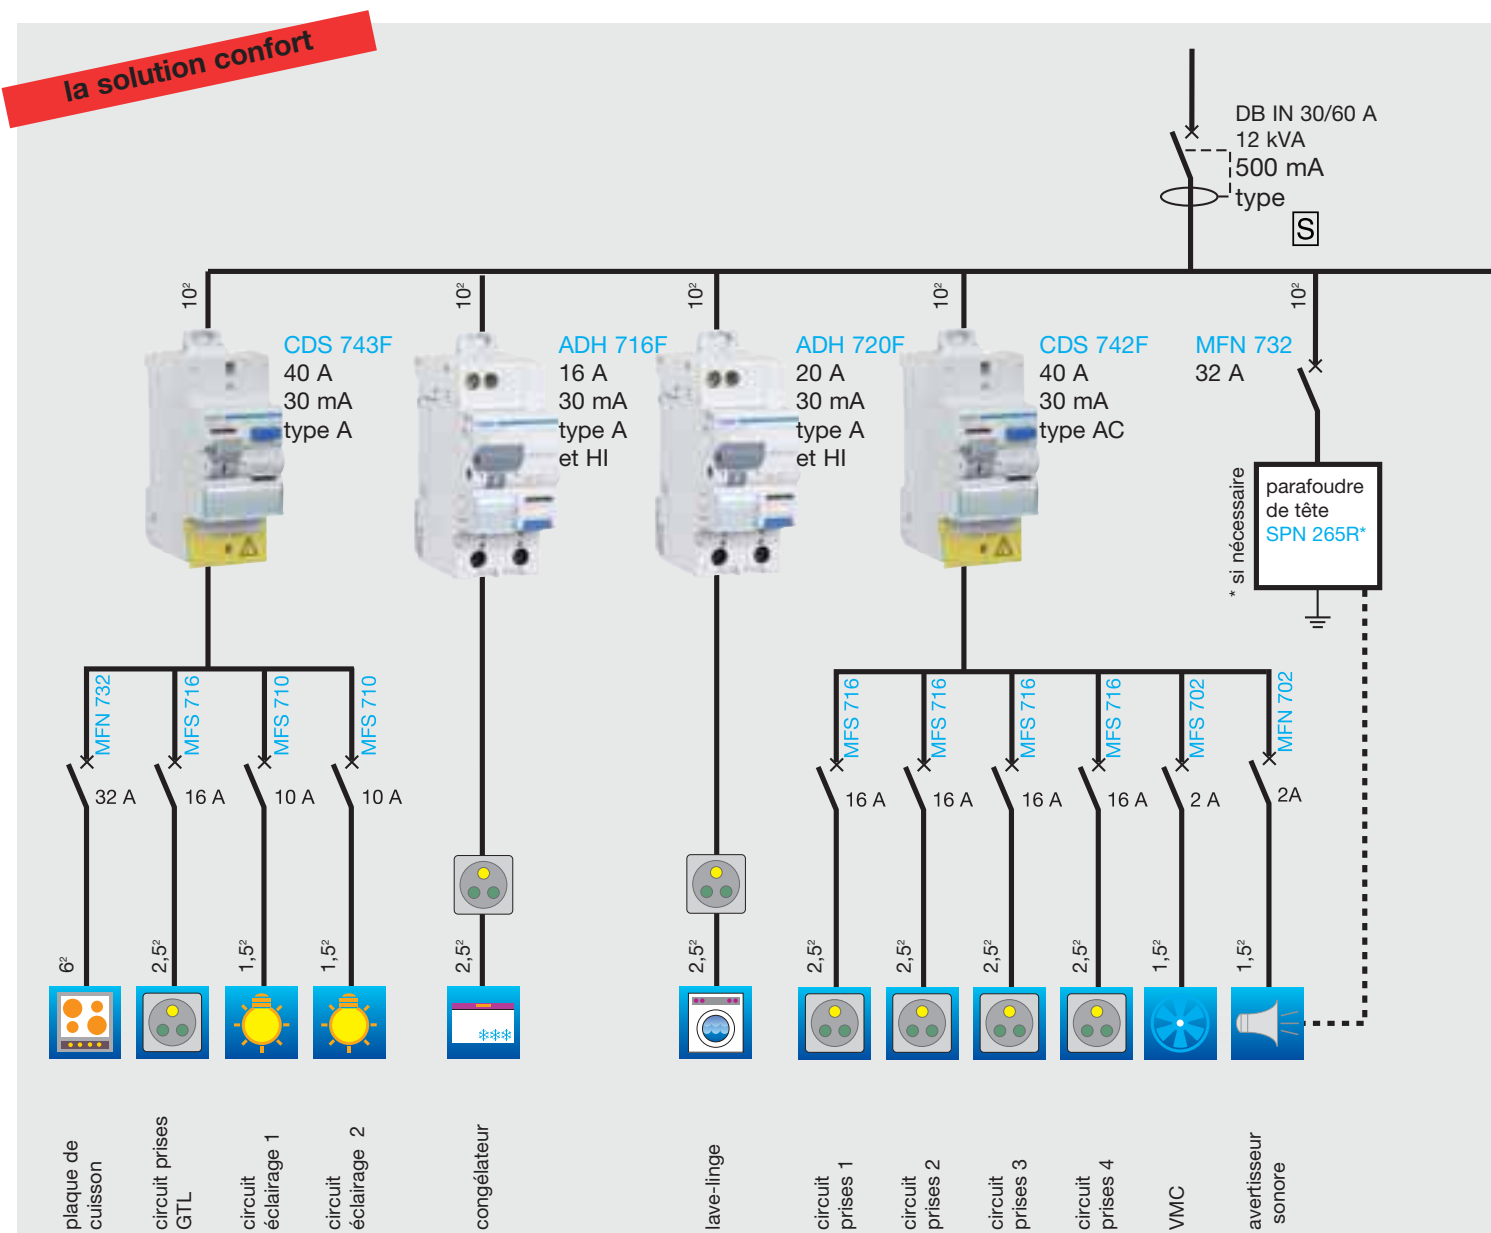 la solution confort
DB IN 30/60 A
12 kVA
500 mA
type
S
10²
10²
10²
10²
10²
CDS 743F
40 A
30 mA
type A
ADH 716F
16 A
30 mA
type A
et HI
ADH 720F
20 A
30 mA
type A
et HI
CDS 742F
40 A
30 mA
type AC
MFN 732
32 A
* si nécessaire
parafoudre
de tête
SPN 265R*
MFN 732
MFS 716
MFS 710
MFS 710
MFS 716
MFS 716
MFS 716
MFS 716
MFS 702
MFN 702
32 A
16 A
10 A
10 A
16 A
16 A
16 A
16 A
2 A
2A
6²
2,5²
1,5²
1,5²
2,5²
2,5²
2,5²
2,5²
2,5²
2,5²
1,5²
1,5²
plaque de
cuisson
circuit prises
GTL
circuit
éclairage 1
circuit
éclairage 2
congélateur
lave-linge
circuit
prises 1
circuit
prises 2
circuit
prises 3
circuit
prises 4
VMC
avertisseur
sonore